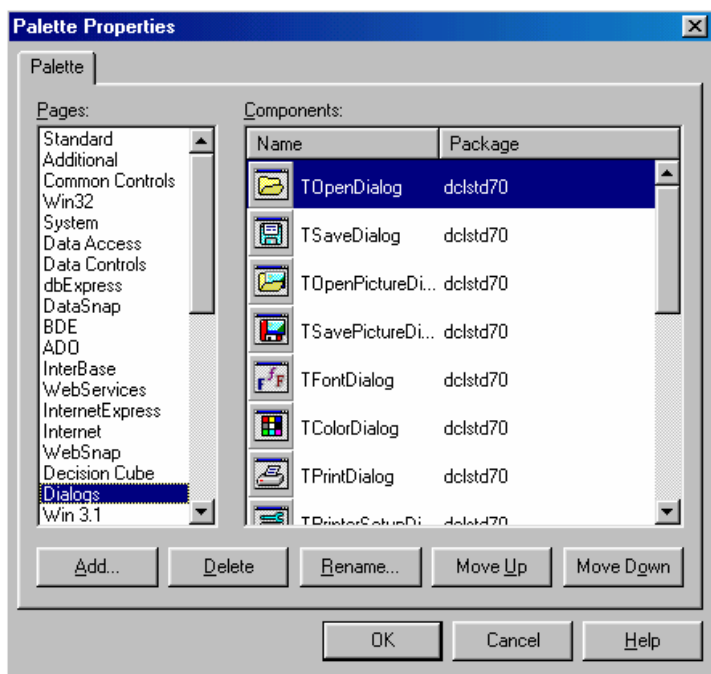 Palette Properties
Palette
Pages:
Standard
Additional
Common Controls
Win32
System
Data Access
Data Controls
dbExpress
DataSnap
BDE
ADO
InterBase
WebServices
InternetExpress
Internet
WebSnap
Decision Cube
Dialogs
Win 3.1
Components:
Name Package
TOpenDialog dclstd70
TSaveDialog dclstd70
TOpenPictureDi... dclstd70
TSavePictureDi... dclstd70
TFontDialog dclstd70
TColorDialog dclstd70
TPrintDialog dclstd70
TPrinterSetupDi... dclstd70
Add... Delete Rename... Move Up Move Down
OK Cancel Help